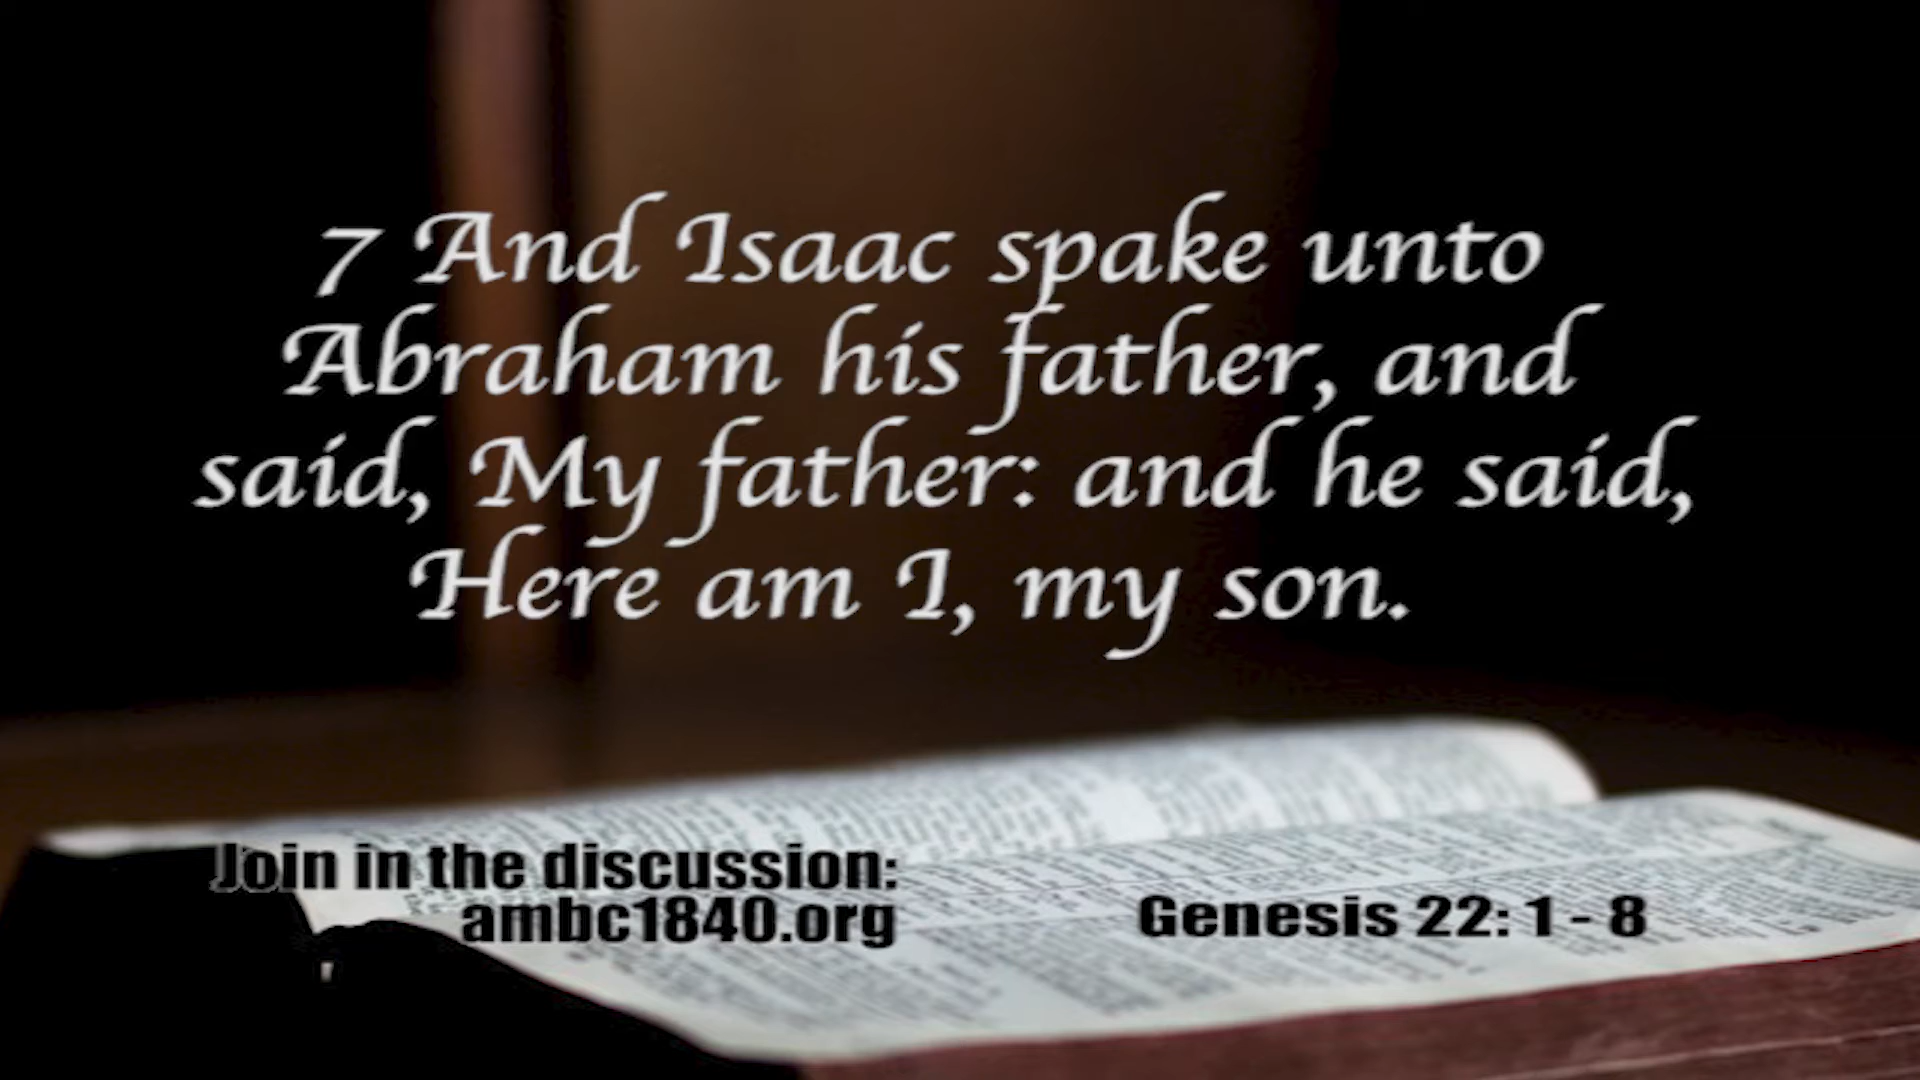 7 And Isaac spake unto
Abraham his father, and
said, My father: and he said,
Here am I, my son.
Join in the discussion:
ambc1840.org
Genesis 22: 1 - 8